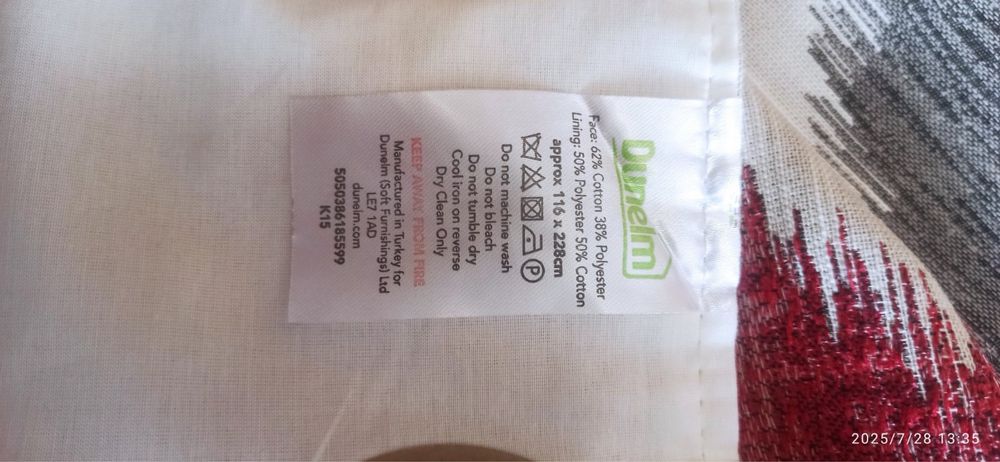 Dunelm
Face: 62% Cotton 38% Polyester
Lining: 50% Polyester 50% Cotton
approx 116 x 228cm
P
Do not machine wash
Do not bleach
Do not tumble dry
Cool iron on reverse
Dry Clean Only
KEEP AWAY FROM FIRE
Manufactured in Turkey for
Dunelm (Soft Furnishings) Ltd
LE7 1AD
dunelm.com
5050386185599
K15
2025/7/28 13:35